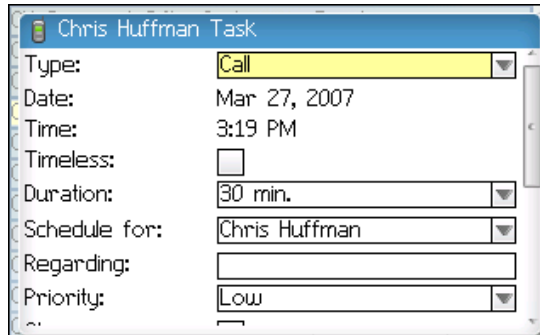 Chris Huffman Task
Type: Call
Date: Mar 27, 2007
Time: 3:19 PM
Timeless:
Duration: 30 min.
Schedule for: Chris Huffman
Regarding:
Priority: Low